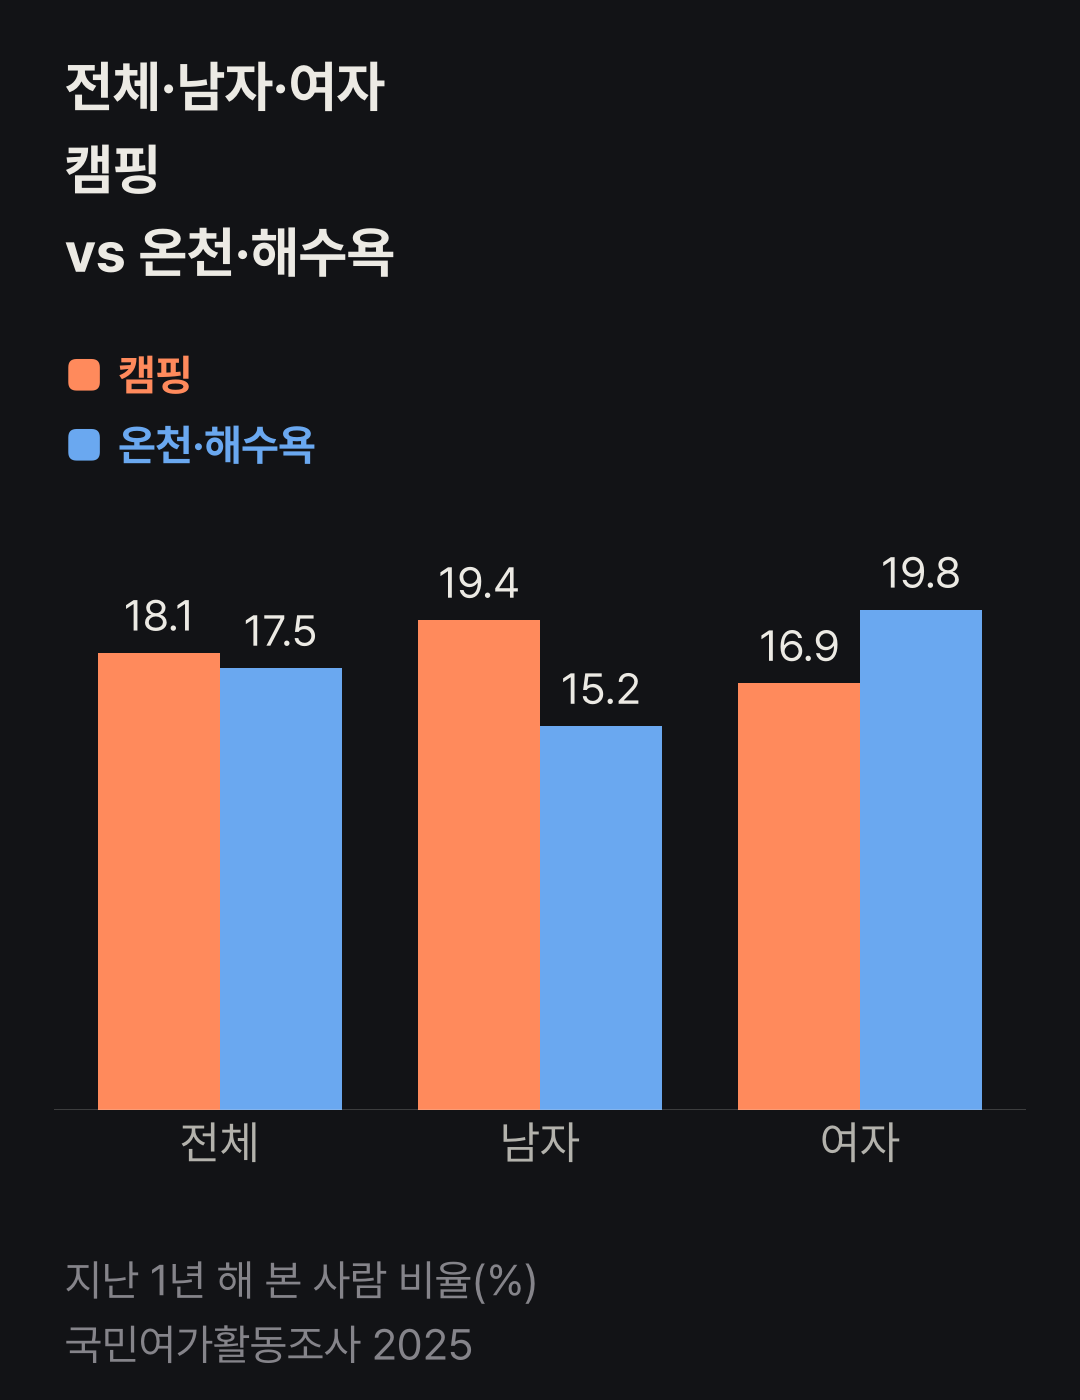 전체·남자·여자
캠핑
vs 온천·해수욕
캠핑
온천·해수욕
18.1 17.5 19.4 15.2 16.9 19.8
전체 남자 여자
지난 1년 해 본 사람 비율(%)
국민여가활동조사 2025